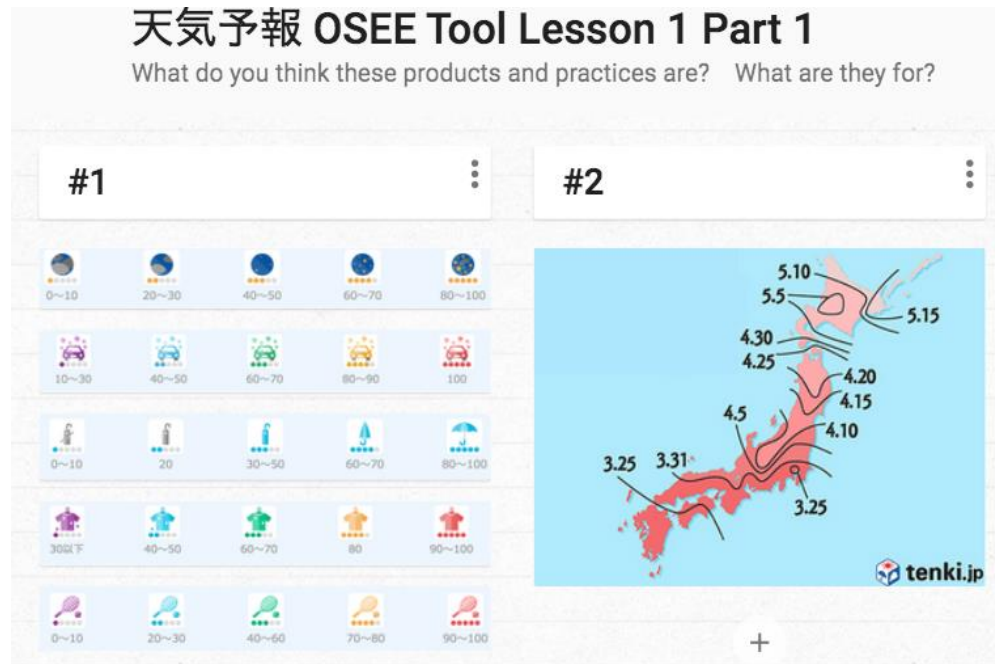 天気予報 OSEE Tool Lesson 1 Part 1
What do you think these products and practices are? What are they for?
#1
0~10 20~30 40~50 60~70 80~100
10~30 40~50 60~70 80~90 100
0~10 20 30~50 60~70 80~100
30以下 40~50 60~70 80 90~100
0~10 20~30 40~60 70~80 90~100
#2
5.10
5.5
5.15
4.30
4.25
4.20
4.15
4.5
4.10
3.25 3.31
3.25
tenki.jp
+